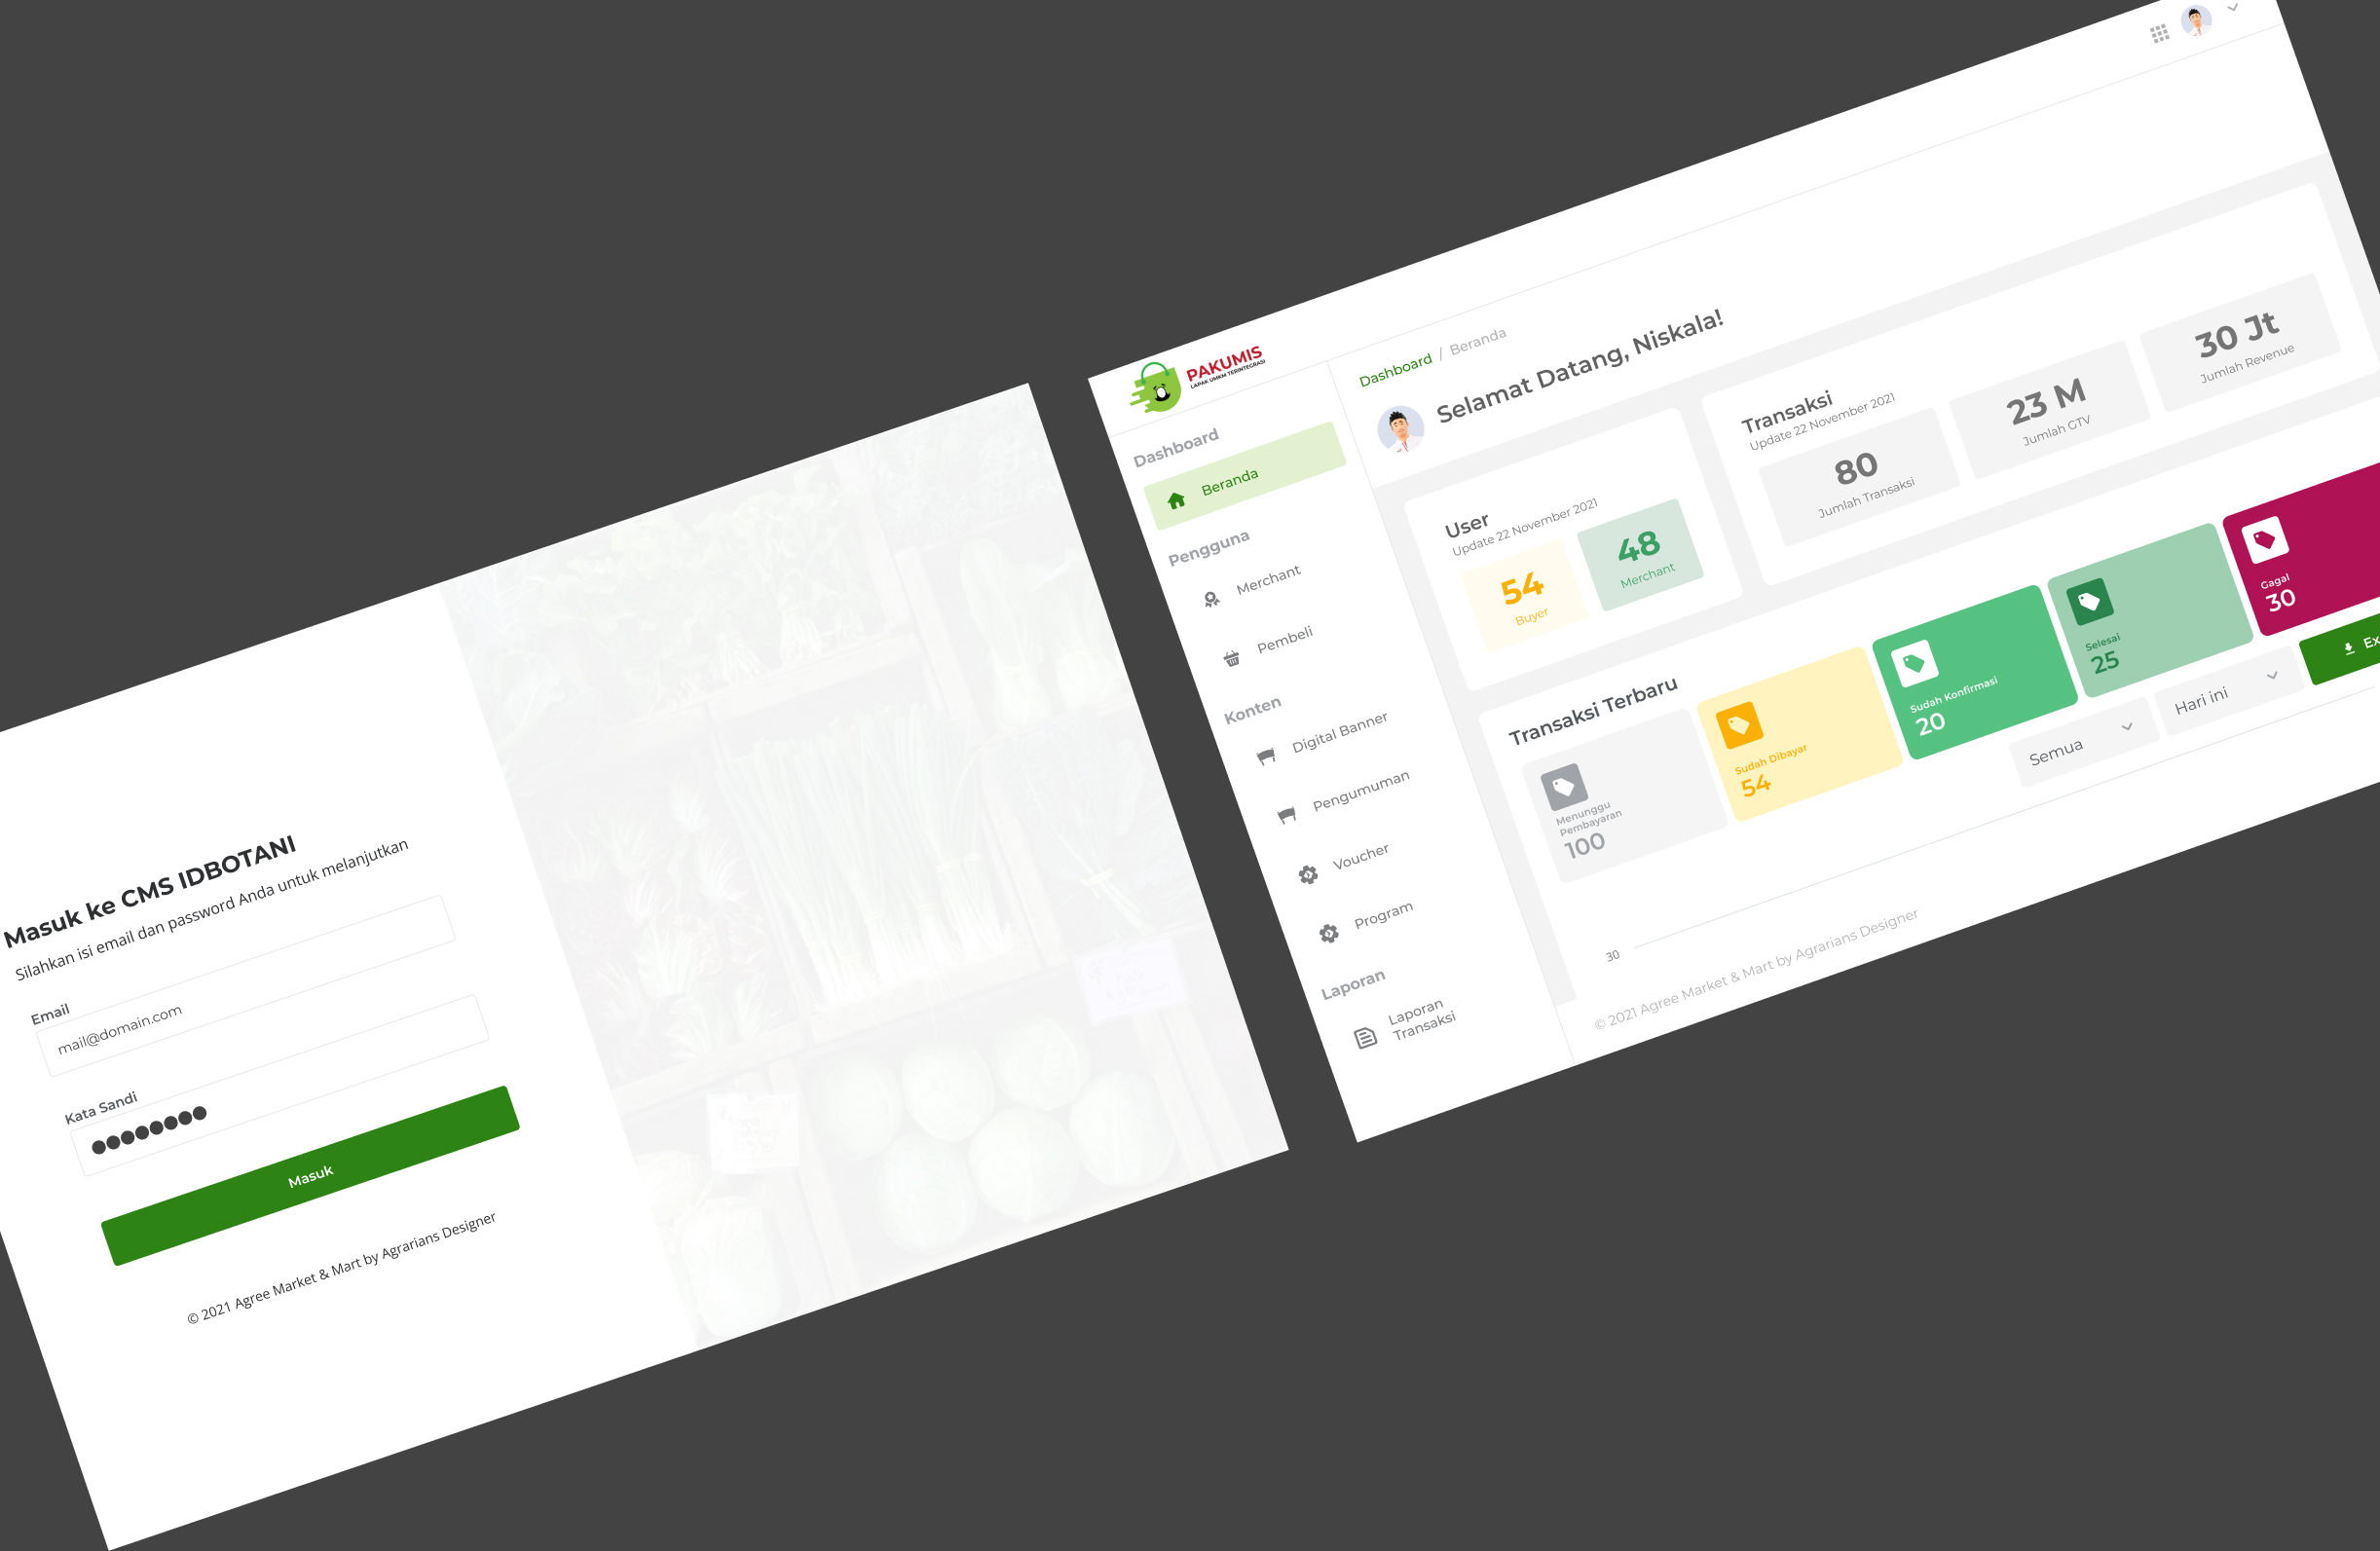 Masuk ke CMS IDBOTANI
Silahkan isi email dan password Anda untuk melanjutkan
Email
mail@domain.com
Kata Sandi
Masuk
© 2021 Agree Market & Mart by Agrarians Designer
PAKUMIS
LAPAK UMKM TERINTEGRASI
Dashboard
Beranda
Pengguna
Merchant
Pembeli
Konten
Digital Banner
Pengumuman
Voucher
Program
Laporan
Laporan
Transaksi
Dashboard / Beranda
Selamat Datang, Niskala!
User
Update 22 November 2021
54
Buyer
48
Merchant
Transaksi
Update 22 November 2021
80
Jumlah Transaksi
23 M
Jumlah GTV
30 Jt
Jumlah Revenue
Transaksi Terbaru
Menunggu
Pembayaran
100
Sudah Dibayar
54
Sudah Konfirmasi
20
Selesai
25
Gagal
30
Semua
Hari ini
Ex
30
© 2021 Agree Market & Mart by Agrarians Designer